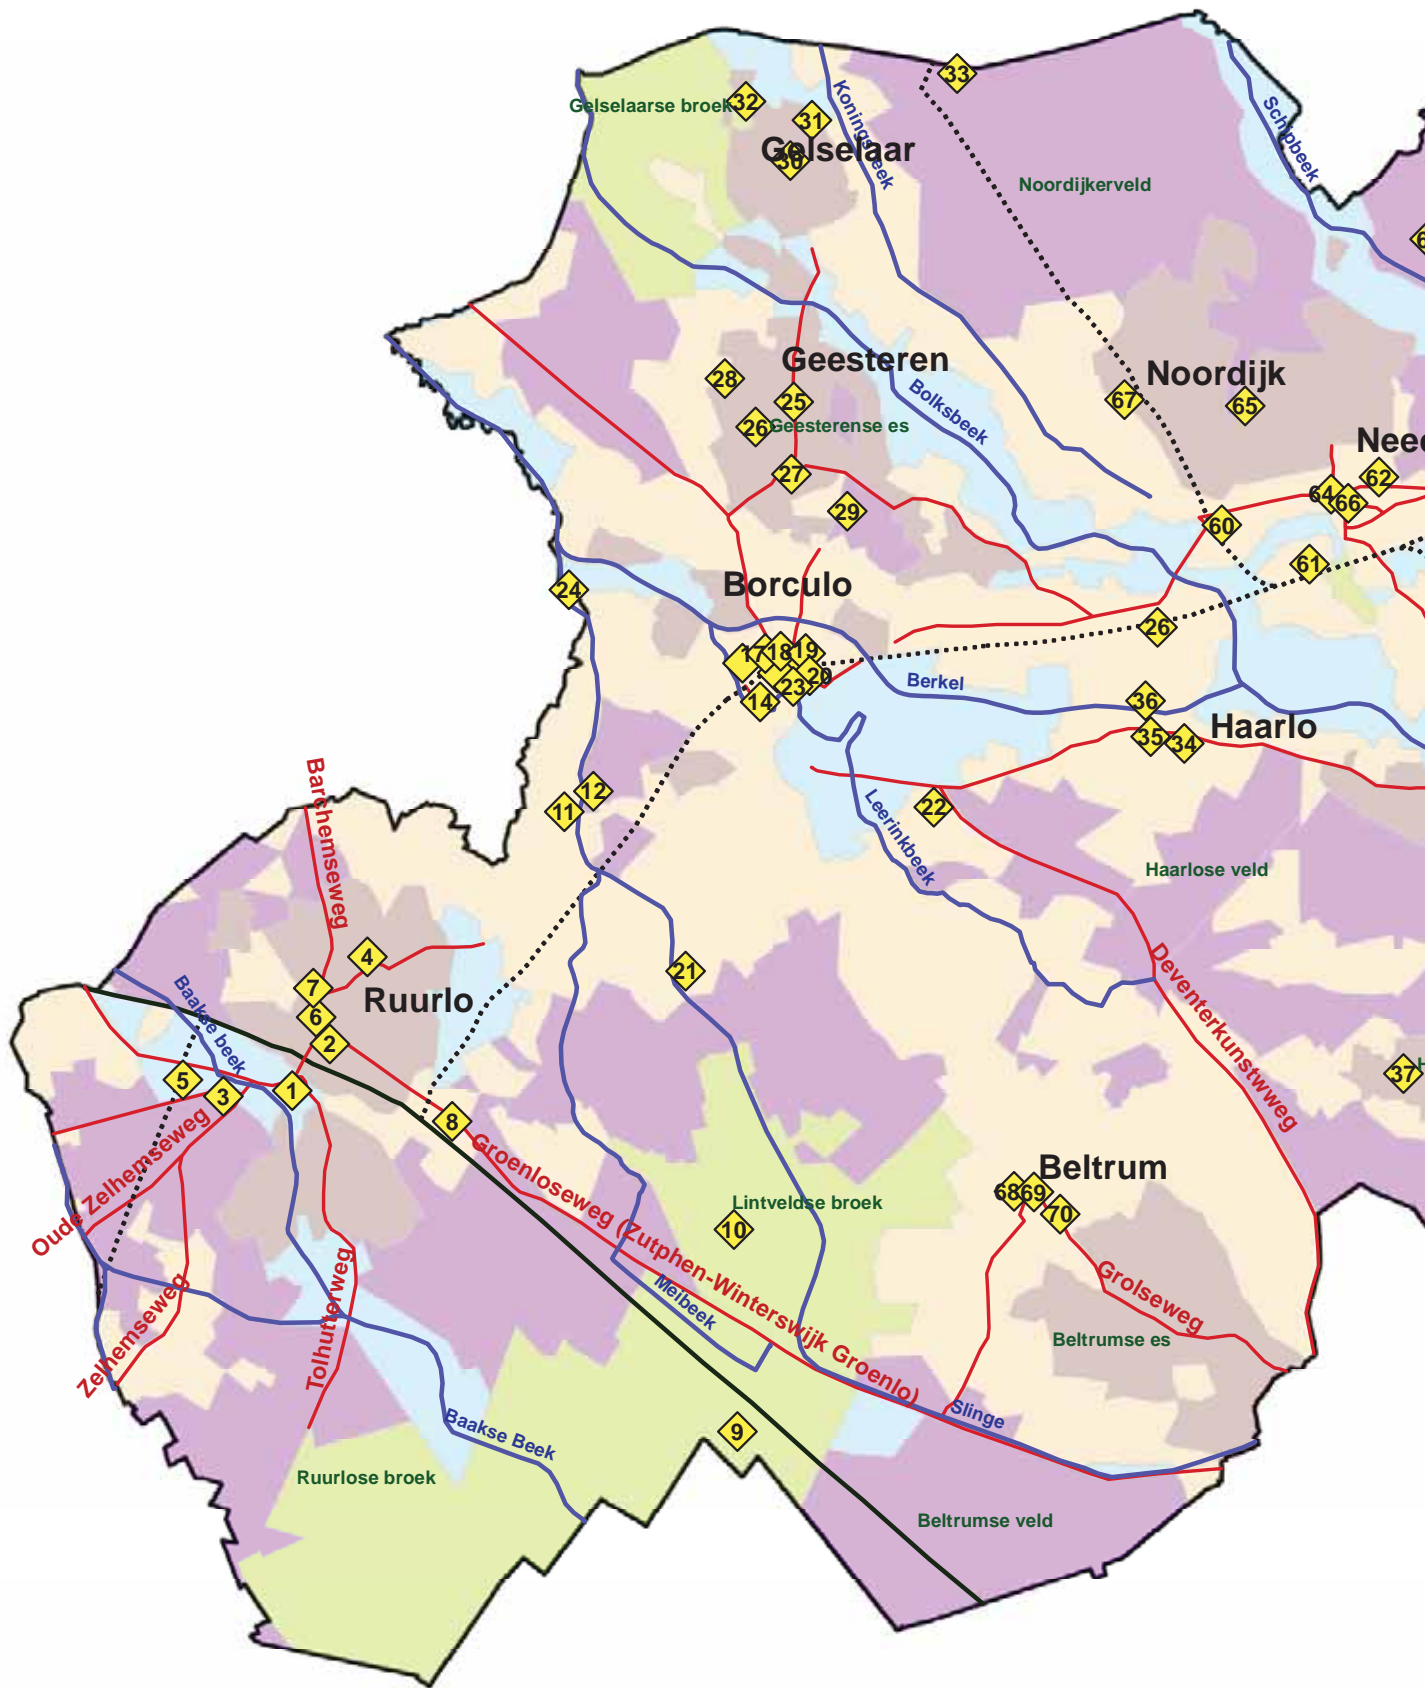 33
32
Gelselaarse broek
31
Koningsbeek
Schipbeek
Gelselaar
30
Noordijkerveld
Geesteren
28
25
Bolksbeek
Noordijk
67
65
26
Geesterense es
Need
27
62
64
66
29
60
61
Borculo
24
26
17
18
19
20
23
14
Berkel
36
35
34
Haarlo
Barchemseweg
12
11
22
Leerinkbeek
Haarlose veld
4
21
7
Ruurlo
6
2
Baakse beek
Deventerkunstweg
5
3
1
37
H
8
Oude Zelhemseweg
Groenloseweg (Zutphen-Winterswijk Groenlo)
Beltrum
68
69
70
Lintveldse broek
10
Zelhemseweg
Tolhutterweg
Meibeek
Grolseweg
Beltrumse es
9
Slinge
Baakse Beek
Ruurlose broek
Beltrumse veld